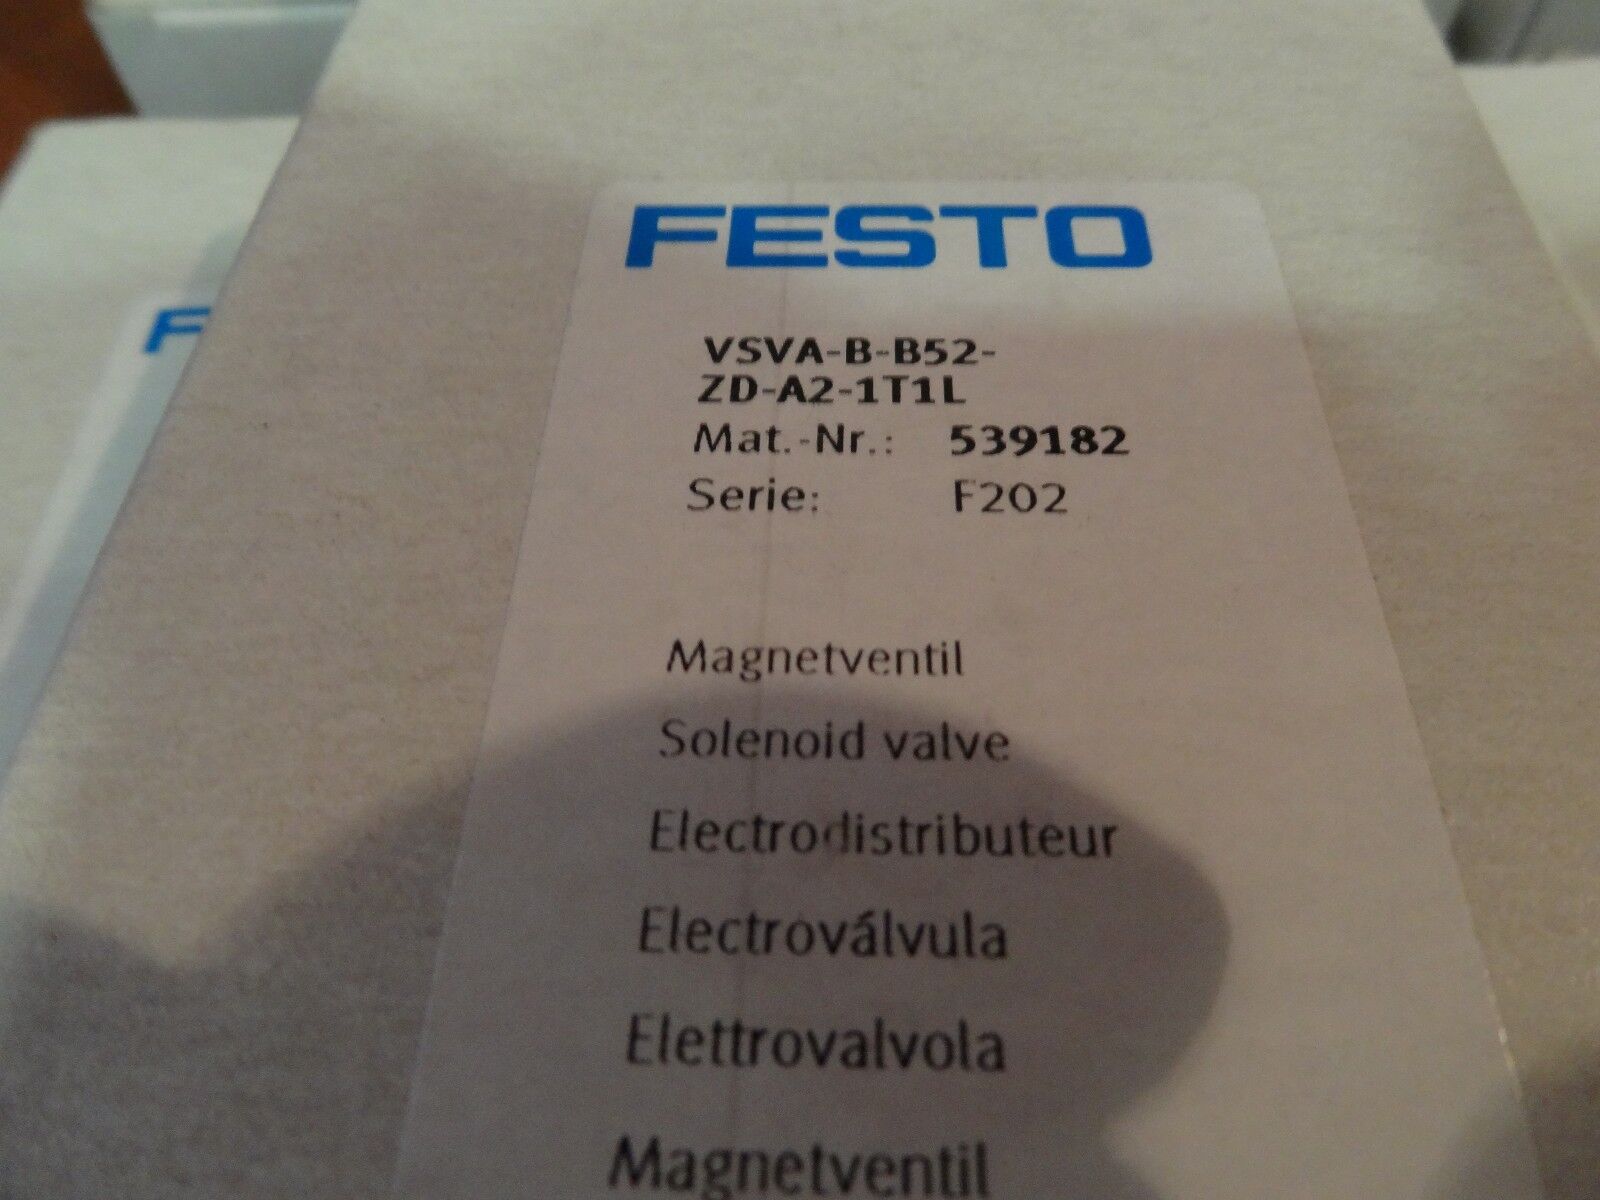 FESTO
F
VSVA-B-B52-
ZD-A2-1T1L
Mat.-Nr.: 539182
Serie: F202
Magnetventil
Solenoid valve
Electrodistributeur
Electroválvula
Elettrovalvola
Magnetventil